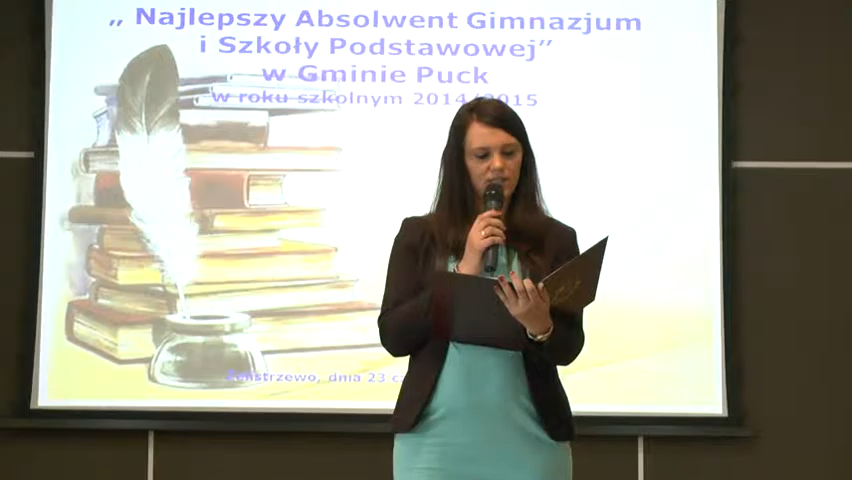 „ Najlepszy Absolwent Gimnazjum
i Szkoły Podstawowej”
w Gminie Puck
w roku szkolnym 2014/2015
dnia 23